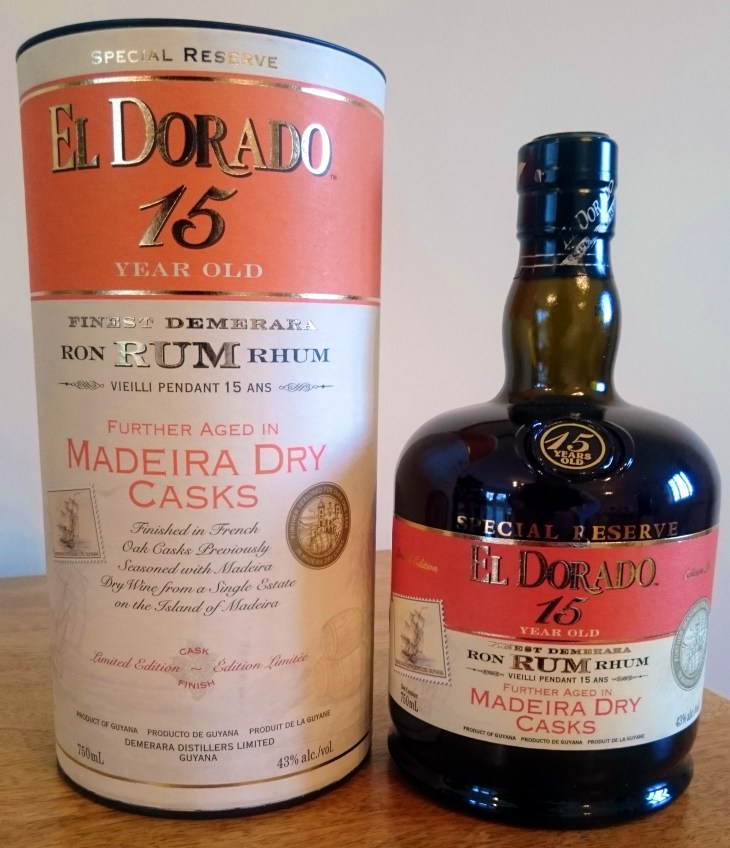 SPECIAL RESERVE
EL DORADO™
15
YEAR OLD
FINEST DEMERARA
RON RUM RHUM
VIEILLI PENDANT 15 ANS
FURTHER AGED IN
MADEIRA DRY
CASKS
Finished in French
Oak Casks Previously
Seasoned with Madeira
Dry Wine from a Single Estate
on the Island of Madeira
CASK
Limited Edition ~ Edition Limitée
FINISH
PRODUCT OF GUYANA PRODUCTO DE GUYANA PRODUIT DE LA GUYANE
DEMERARA DISTILLERS LIMITED
750mL GUYANA 43% alc./vol.
DORADO
15
YEARS
OLD
SPECIAL RESERVE
Edition
EL DORADO
15
YEAR OLD
FINEST DEMERARA
RON RUM RHUM
VIEILLI PENDANT 15 ANS
FURTHER AGED IN
MADEIRA DRY
CASKS
750mL
43% alc./vol.
PRODUCT OF GUYANA PRODUCTO DE GUYANA PRODUIT DE LA GUYANE